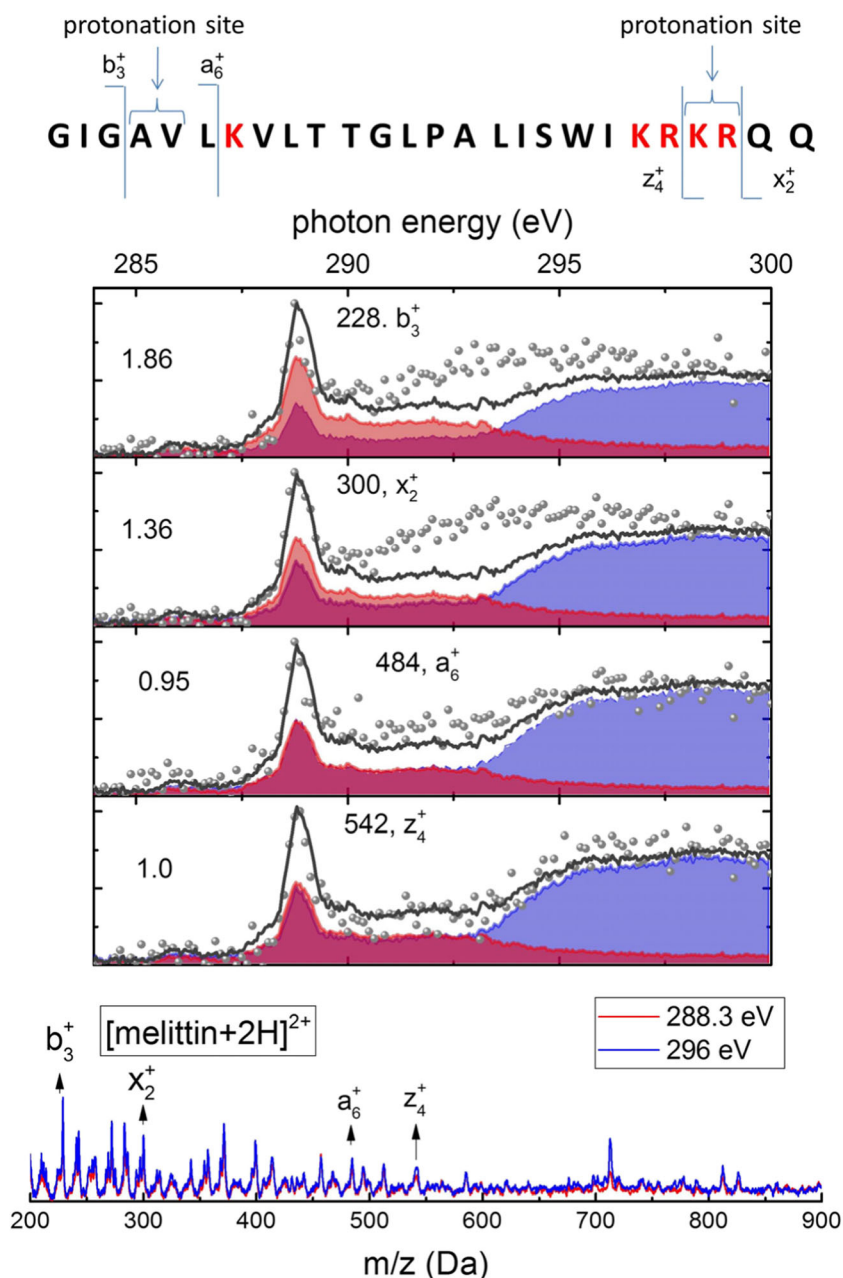 protonation site protonation site
b₃⁺ a₆⁺
GIGAVLKVLTTGLPALISWIKRKRQQ
z₄⁺ x₂⁺
photon energy (eV)
285 290 295 300
228. b₃⁺
1.86
300, x₂⁺
1.36
484, a₆⁺
0.95
542, z₄⁺
1.0
[melittin+2H]²⁺
288.3 eV
296 eV
b₃⁺ x₂⁺ a₆⁺ z₄⁺
200 300 400 500 600 700 800 900
m/z (Da)